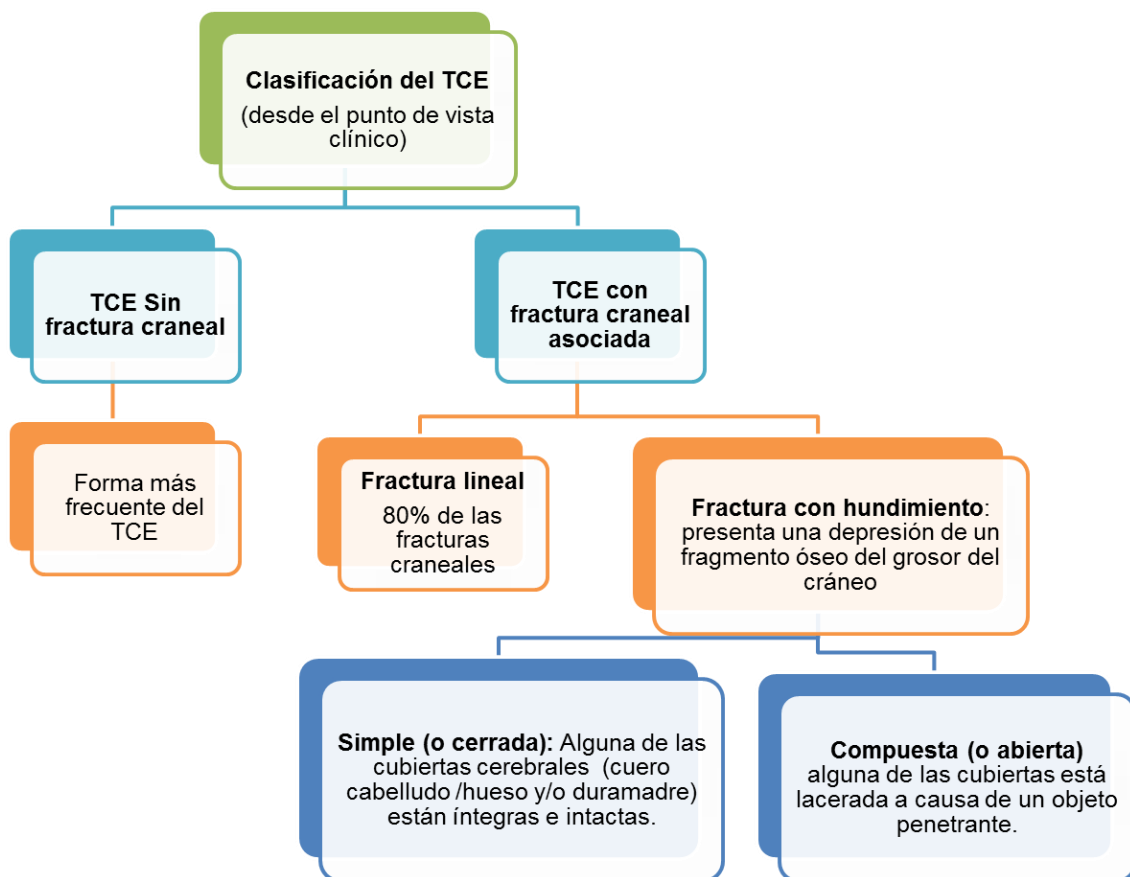 Clasificación del TCE
(desde el punto de vista
clínico)
TCE Sin
fractura craneal
TCE con
fractura craneal
asociada
Forma más
frecuente del
TCE
Fractura lineal
80% de las
fracturas
craneales
Fractura con hundimiento:
presenta una depresión de un
fragmento óseo del grosor del
cráneo
Simple (o cerrada): Alguna de las
cubiertas cerebrales (cuero
cabelludo /hueso y/o duramadre)
están íntegras e intactas.
Compuesta (o abierta)
alguna de las cubiertas está
lacerada a causa de un objeto
penetrante.